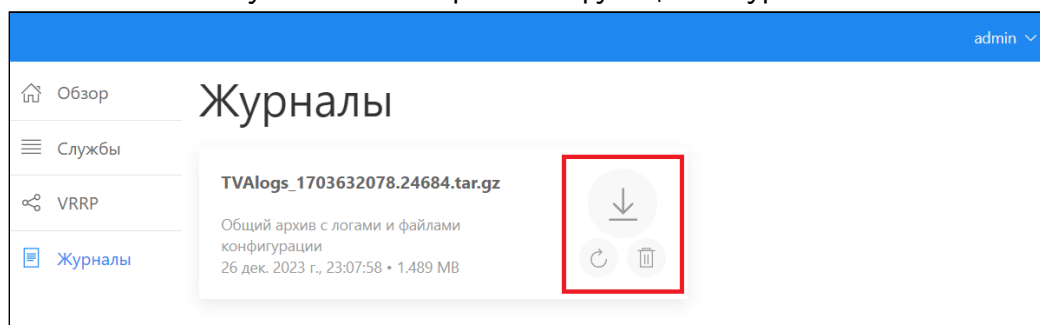 admin
Обзор
Службы
VRRP
Журналы
Журналы
TVAlogs_1703632078.24684.tar.gz
Общий архив с логами и файлами
конфигурации
26 дек. 2023 г., 23:07:58 • 1.489 MB